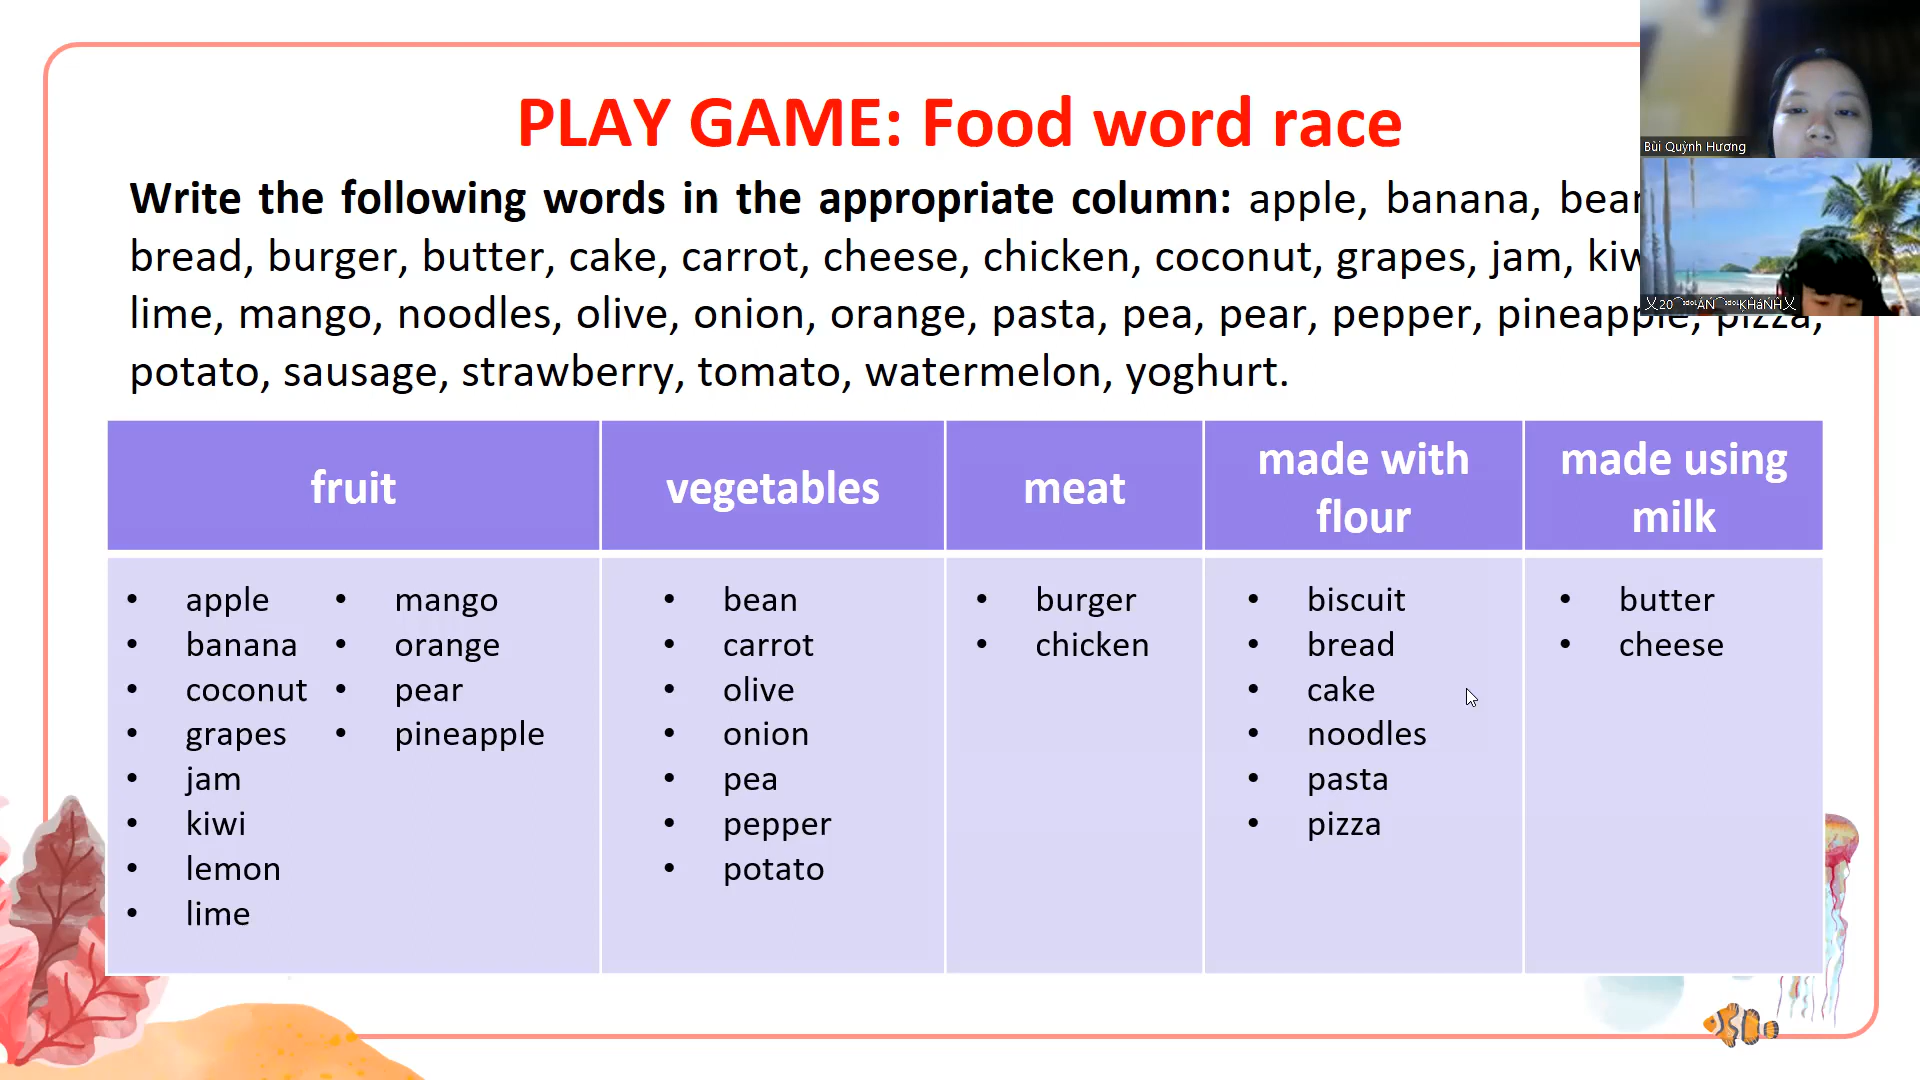 PLAY GAME: Food word race
Bùi Quỳnh Hương
Write the following words in the appropriate column: apple, banana, bean
bread, burger, butter, cake, carrot, cheese, chicken, coconut, grapes, jam,
lime, mango, noodles, olive, onion, orange, pasta, pea, pear, pepper, pineapple, pizza,
potato, sausage, strawberry, tomato, watermelon, yoghurt.
fruit
• apple
• banana
• coconut
• grapes
• jam
• kiwi
• lemon
• lime
• mango
• orange
• pear
• pineapple
vegetables
• bean
• carrot
• olive
• onion
• pea
• pepper
• potato
meat
• burger
• chicken
made with
flour
• biscuit
• bread
• cake
• noodles
• pasta
• pizza
made using
milk
• butter
• cheese